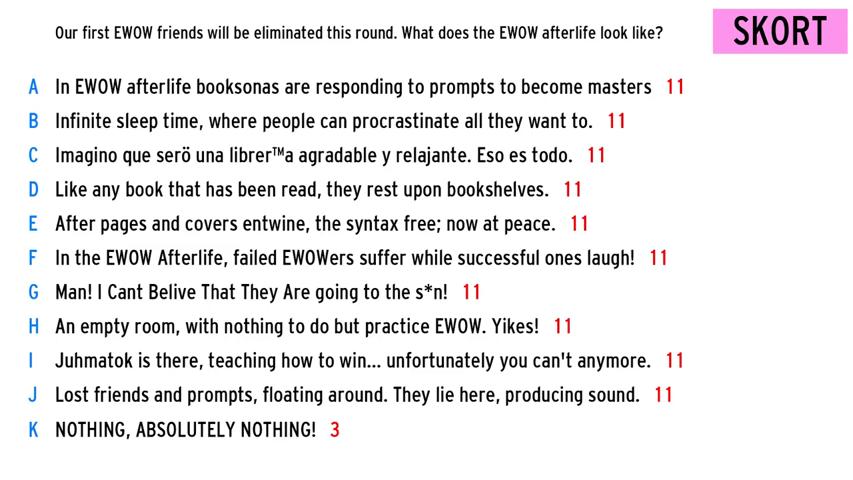 Our first EWOW friends will be eliminated this round. What does the EWOW afterlife look like?
SKORT
A In EWOW afterlife booksonas are responding to prompts to become masters 11
B Infinite sleep time, where people can procrastinate all they want to. 11
C Imagino que serö una librer™a agradable y relajante. Eso es todo. 11
D Like any book that has been read, they rest upon bookshelves. 11
E After pages and covers entwine, the syntax free; now at peace. 11
F In the EWOW Afterlife, failed EWOWers suffer while successful ones laugh! 11
G Man! I Cant Belive That They Are going to the s*n! 11
H An empty room, with nothing to do but practice EWOW. Yikes! 11
I Juhmatok is there, teaching how to win... unfortunately you can't anymore. 11
J Lost friends and prompts, floating around. They lie here, producing sound. 11
K NOTHING, ABSOLUTELY NOTHING! 3